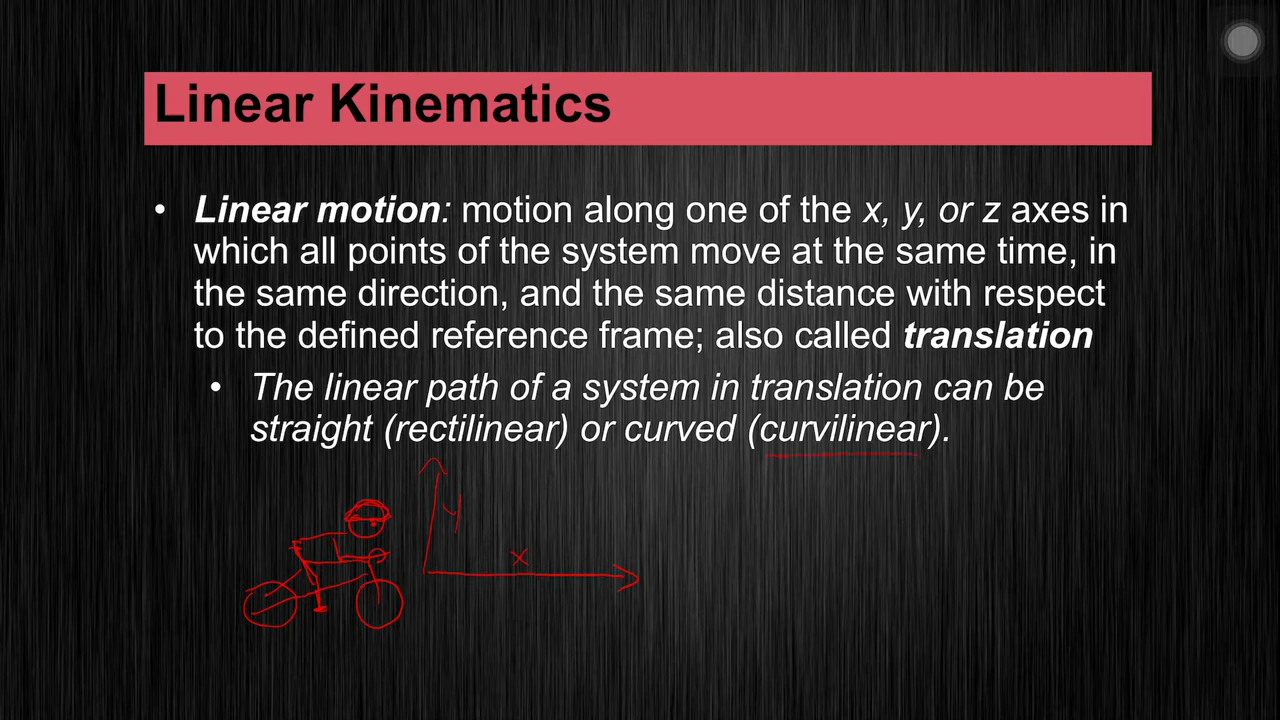 Linear Kinematics
• Linear motion: motion along one of the x, y, or z axes in
which all points of the system move at the same time, in
the same direction, and the same distance with respect
to the defined reference frame; also called translation
• The linear path of a system in translation can be
straight (rectilinear) or curved (curvilinear).
y
x